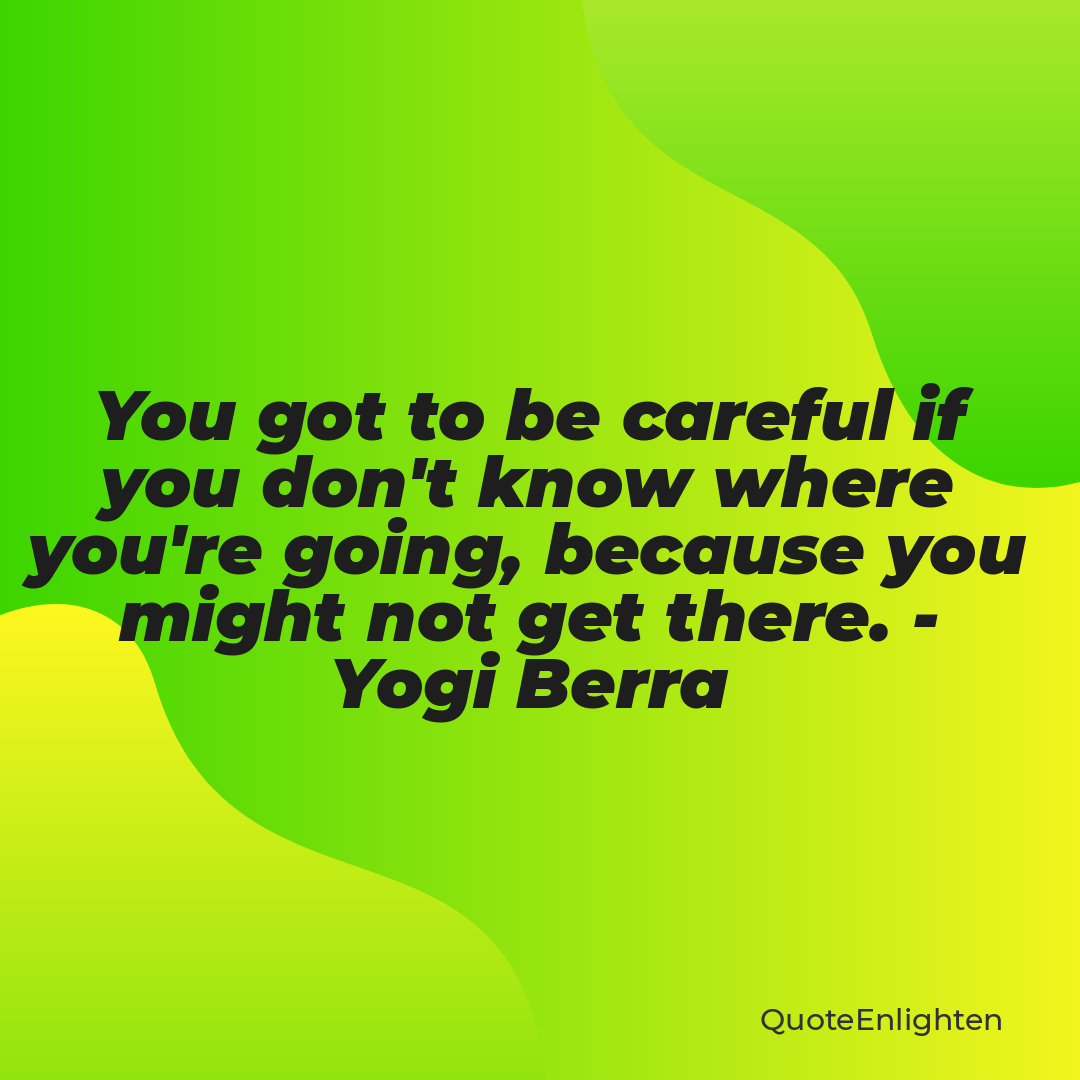 You got to be careful if
you don't know where
you're going, because you
might not get there. -
Yogi Berra
QuoteEnlighten